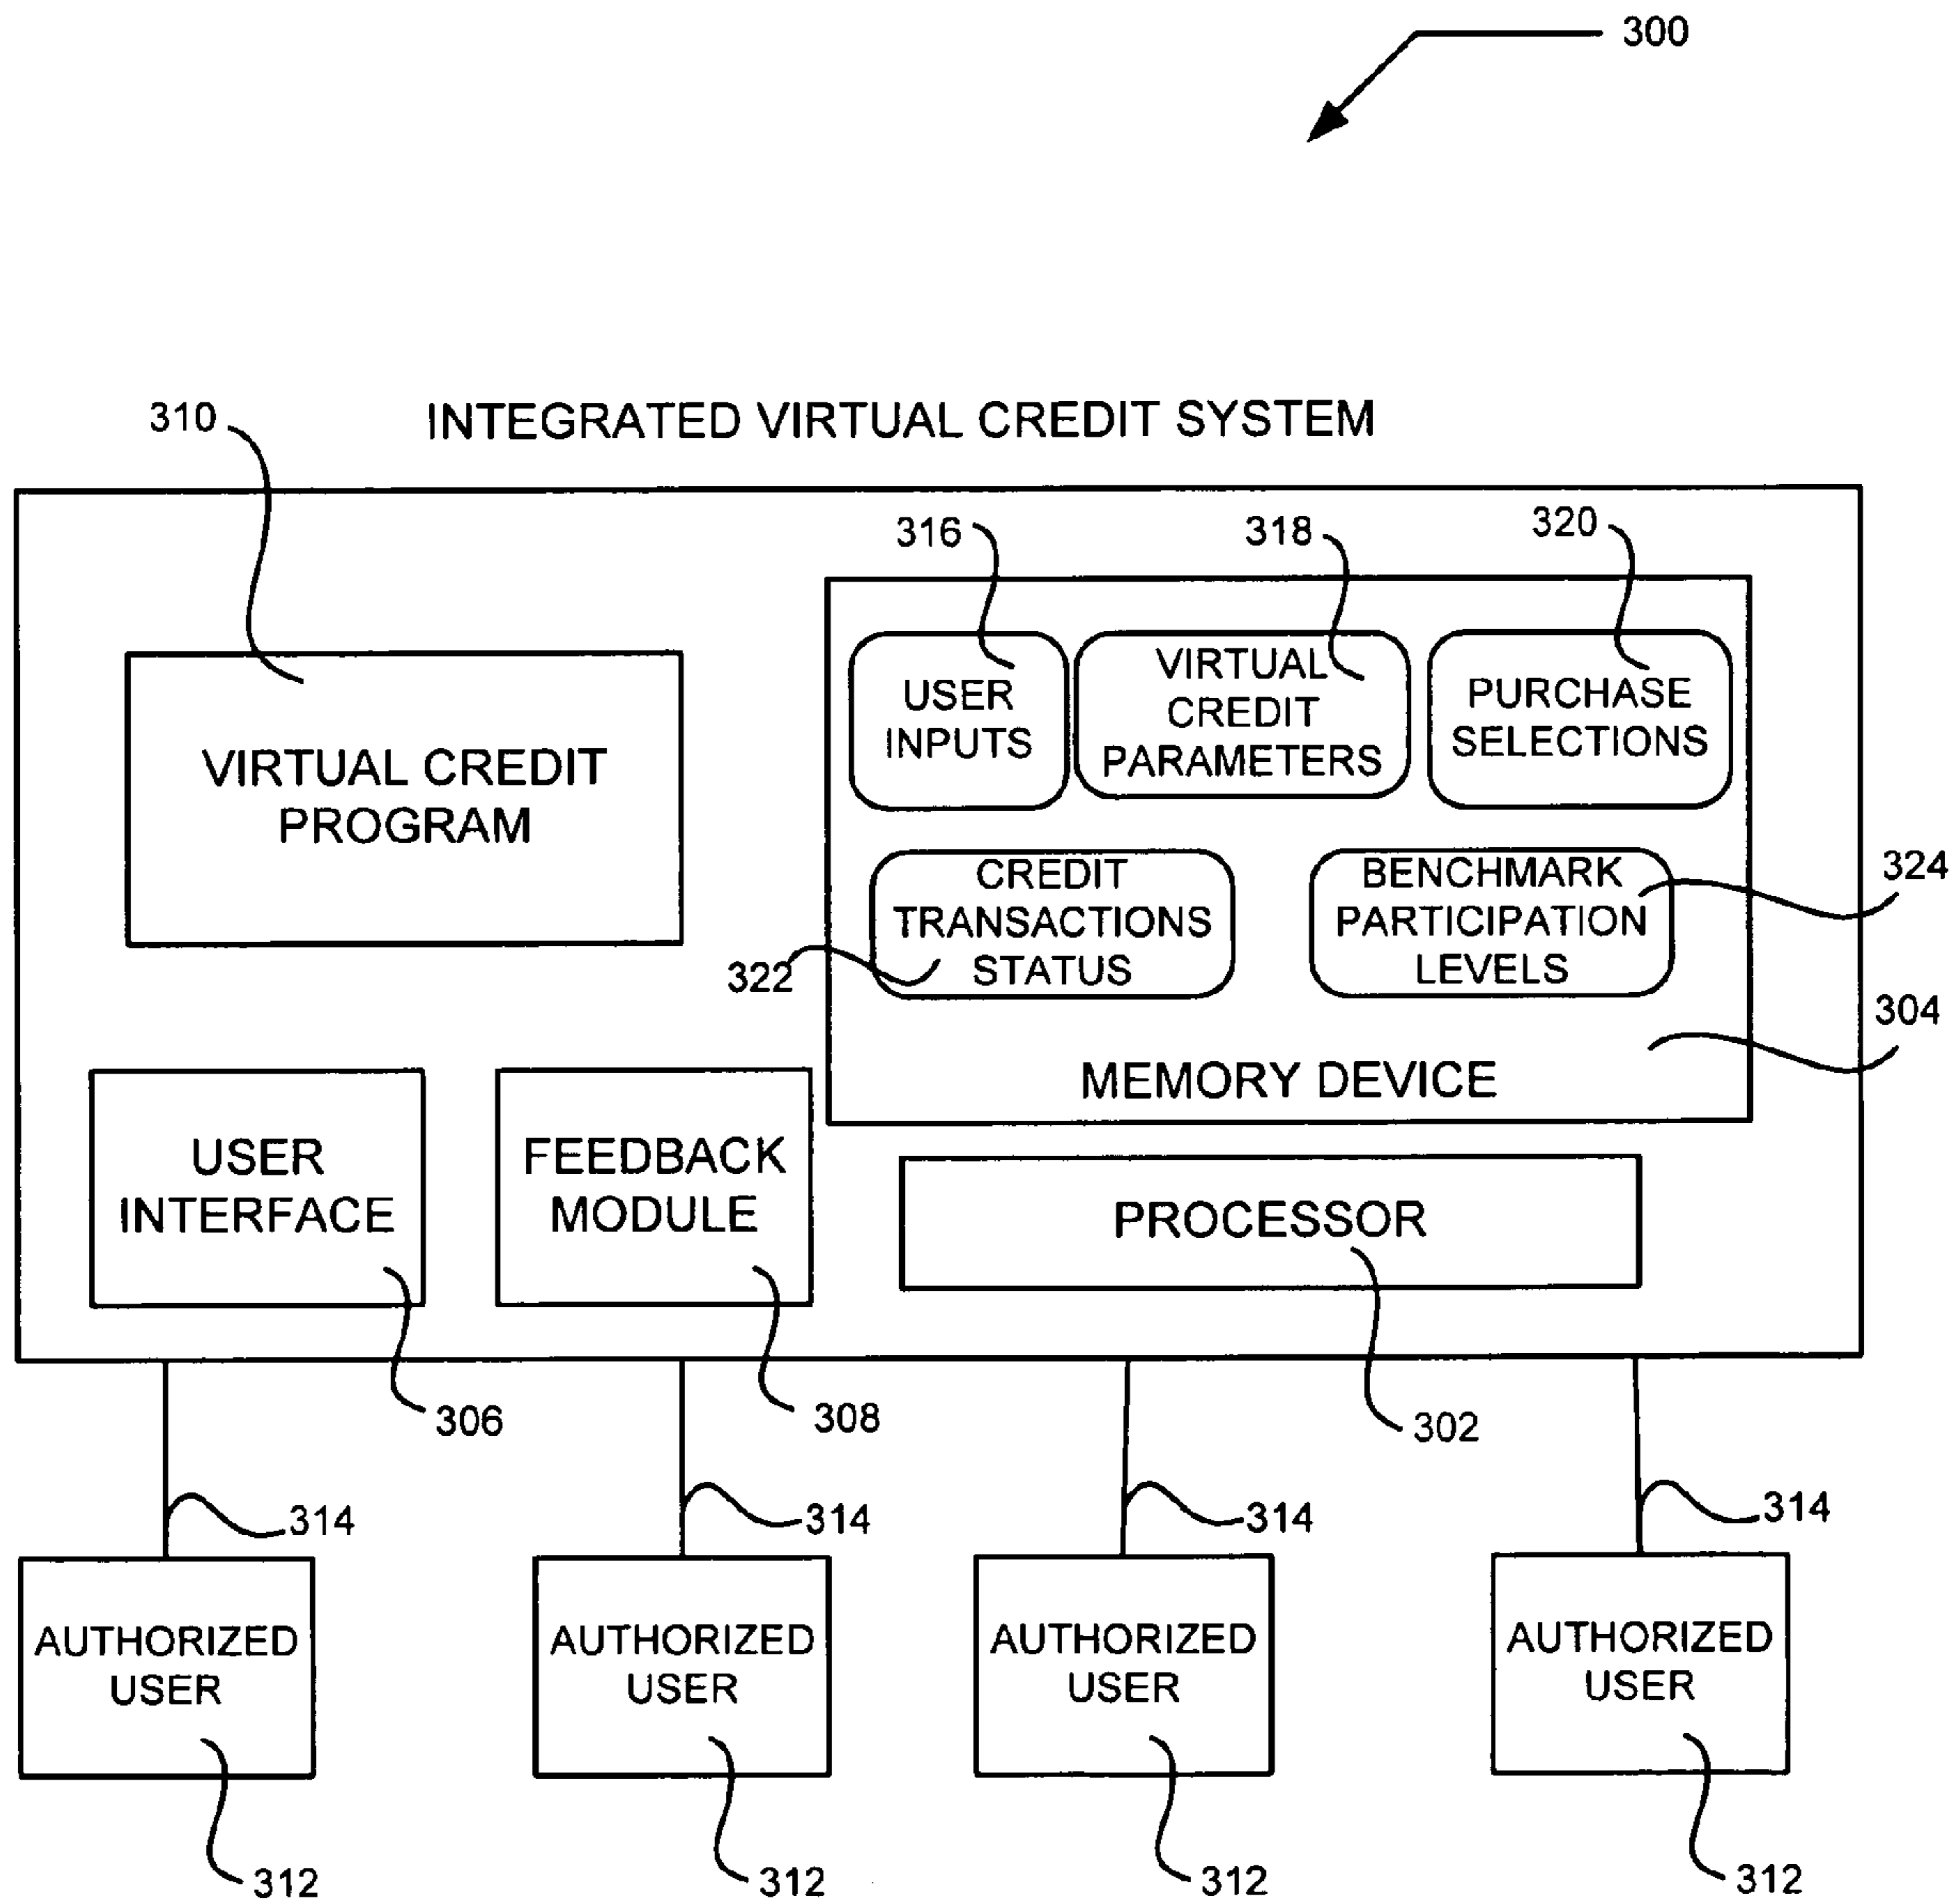 300
310
INTEGRATED VIRTUAL CREDIT SYSTEM
316
318
320
VIRTUAL CREDIT
PROGRAM
USER
INPUTS
VIRTUAL
CREDIT
PARAMETERS
PURCHASE
SELECTIONS
CREDIT
TRANSACTIONS
STATUS
322
BENCHMARK
PARTICIPATION
LEVELS
324
304
MEMORY DEVICE
USER
INTERFACE
FEEDBACK
MODULE
PROCESSOR
306
308
302
314
314
314
314
AUTHORIZED
USER
AUTHORIZED
USER
AUTHORIZED
USER
AUTHORIZED
USER
312
312
312
312